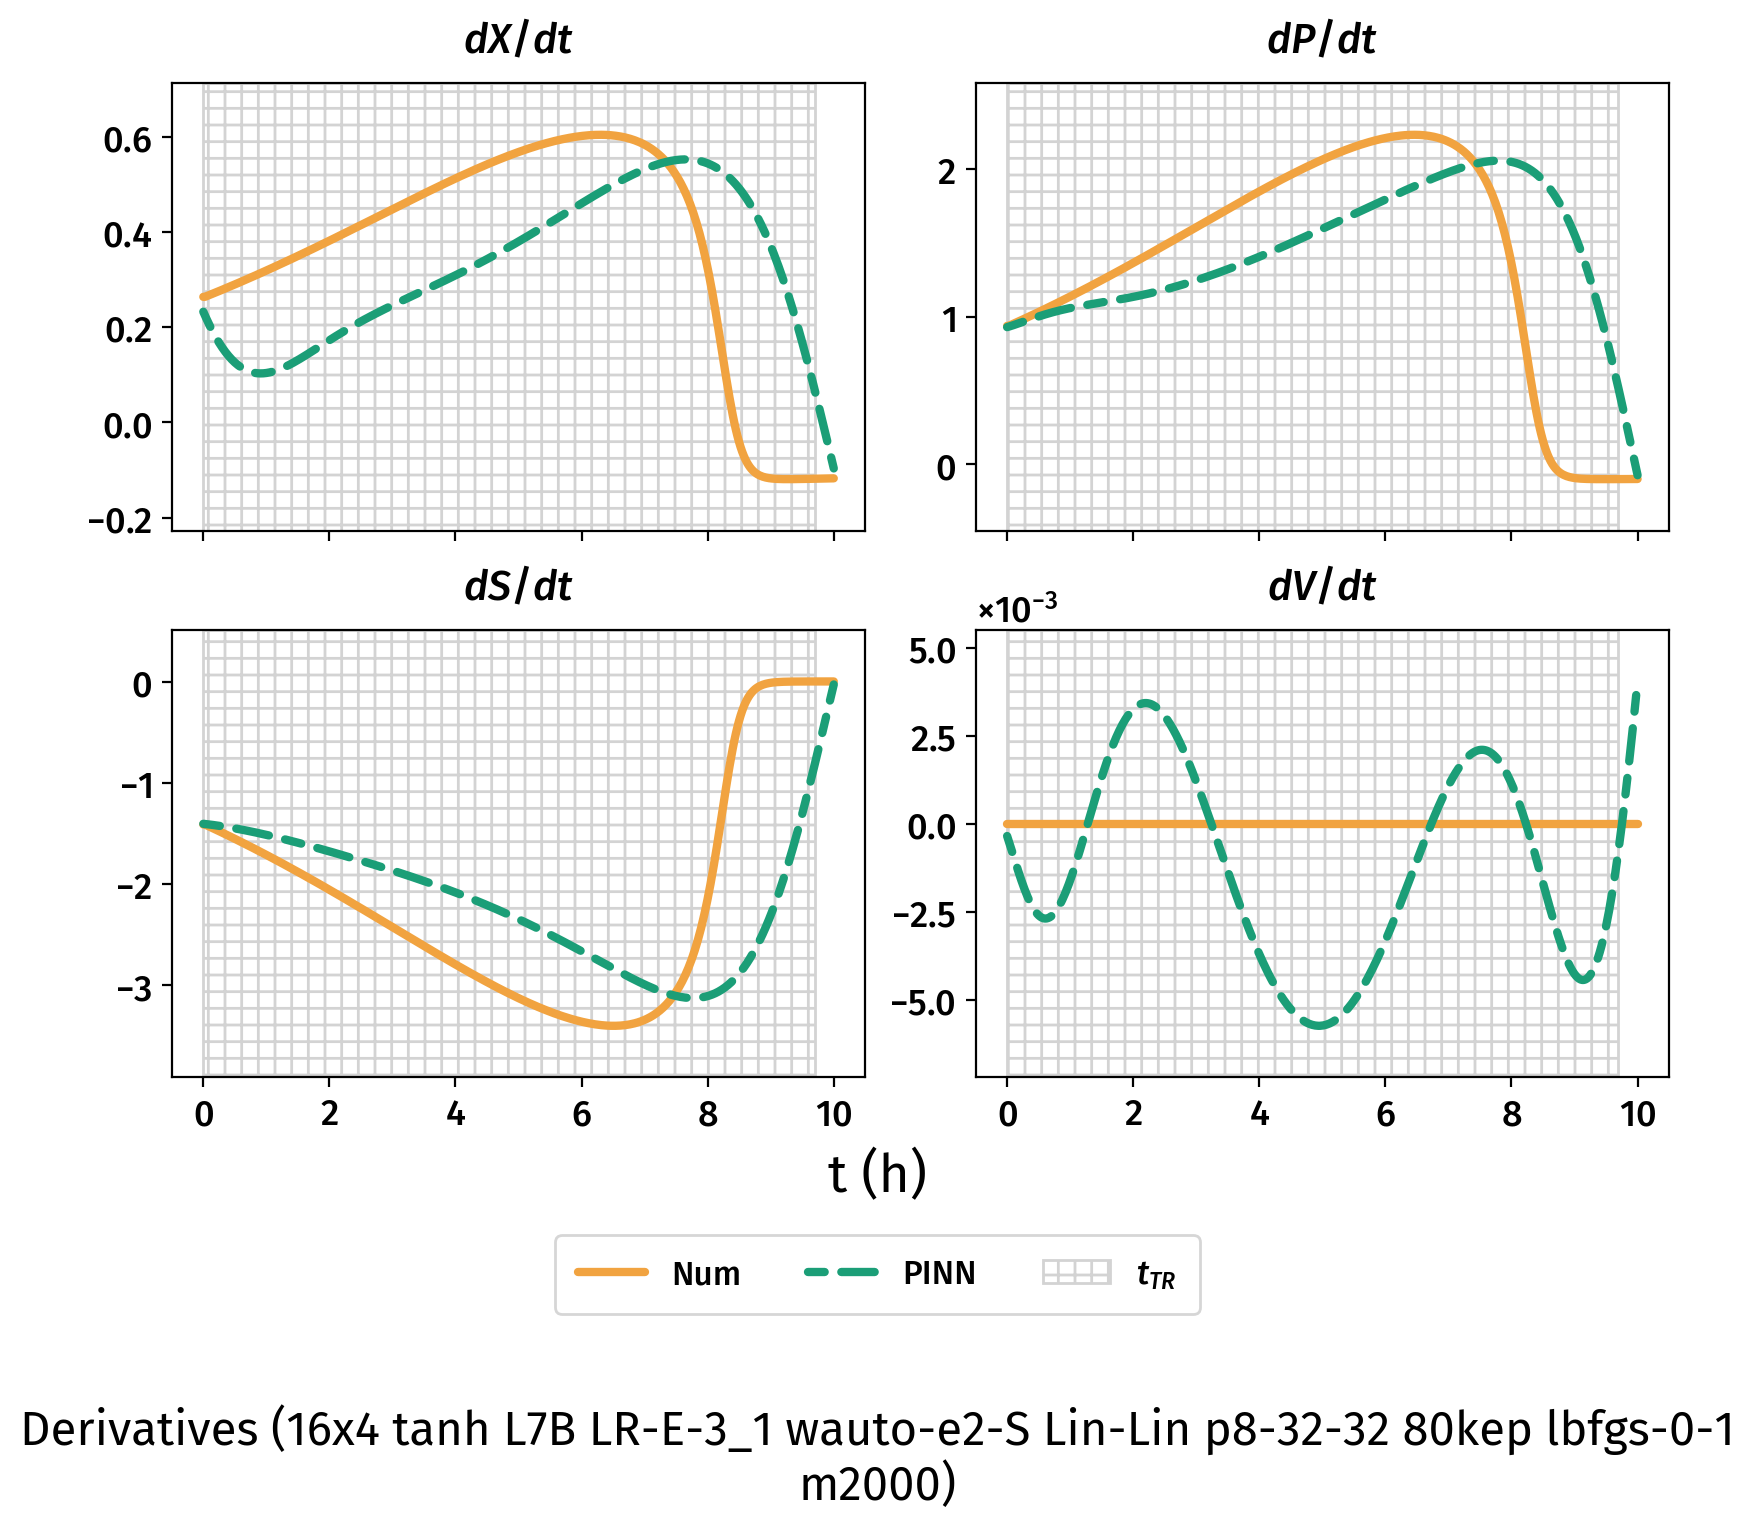 dX/dt
dP/dt
0.6
0.4
0.2
0.0
−0.2
2
1
0
dS/dt
dV/dt
×10⁻³
0
−1
−2
−3
5.0
2.5
0.0
−2.5
−5.0
0 2 4 6 8 10
0 2 4 6 8 10
t (h)
Num PINN t_TR
Derivatives (16x4 tanh L7B LR-E-3_1 wauto-e2-S Lin-Lin p8-32-32 80kep lbfgs-0-1
m2000)